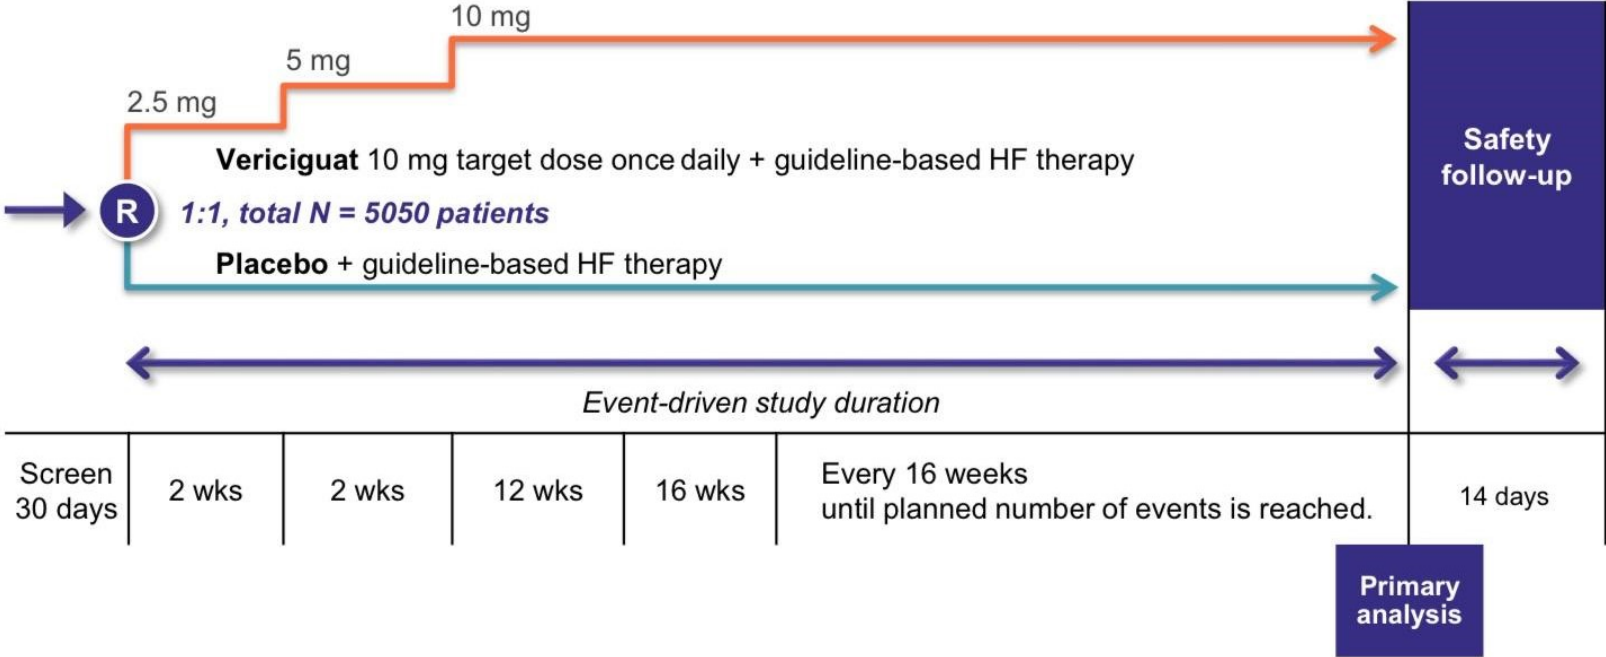 10 mg
5 mg
2.5 mg
Vericiguat 10 mg target dose once daily + guideline-based HF therapy
R
1:1, total N = 5050 patients
Placebo + guideline-based HF therapy
Safety
follow-up
Event-driven study duration
Screen
30 days
2 wks
2 wks
12 wks
16 wks
Every 16 weeks
until planned number of events is reached.
14 days
Primary
analysis